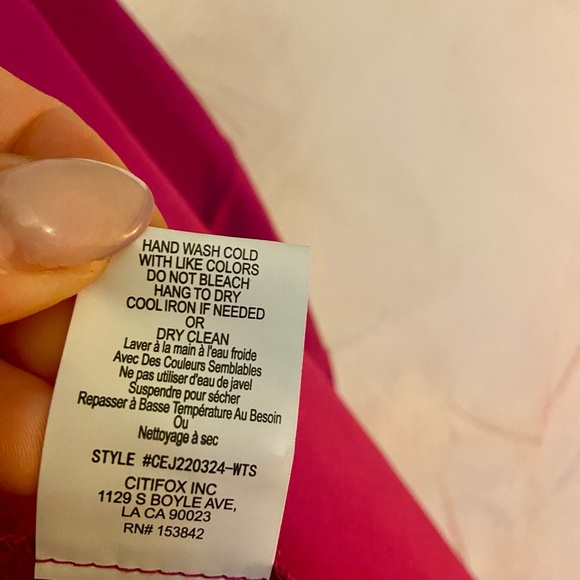 HAND WASH COLD
WITH LIKE COLORS
DO NOT BLEACH
HANG TO DRY
COOL IRON IF NEEDED
OR
DRY CLEAN
Laver à la main à l'eau froide
Avec Des Couleurs Semblables
Ne pas utiliser d'eau de javel
Suspendre pour sécher
Repasser à Basse Température Au Besoin
Ou
Nettoyage à sec
STYLE #CEJ220324-WTS
CITIFOX INC
1129 S BOYLE AVE,
LA CA 90023
RN# 153842